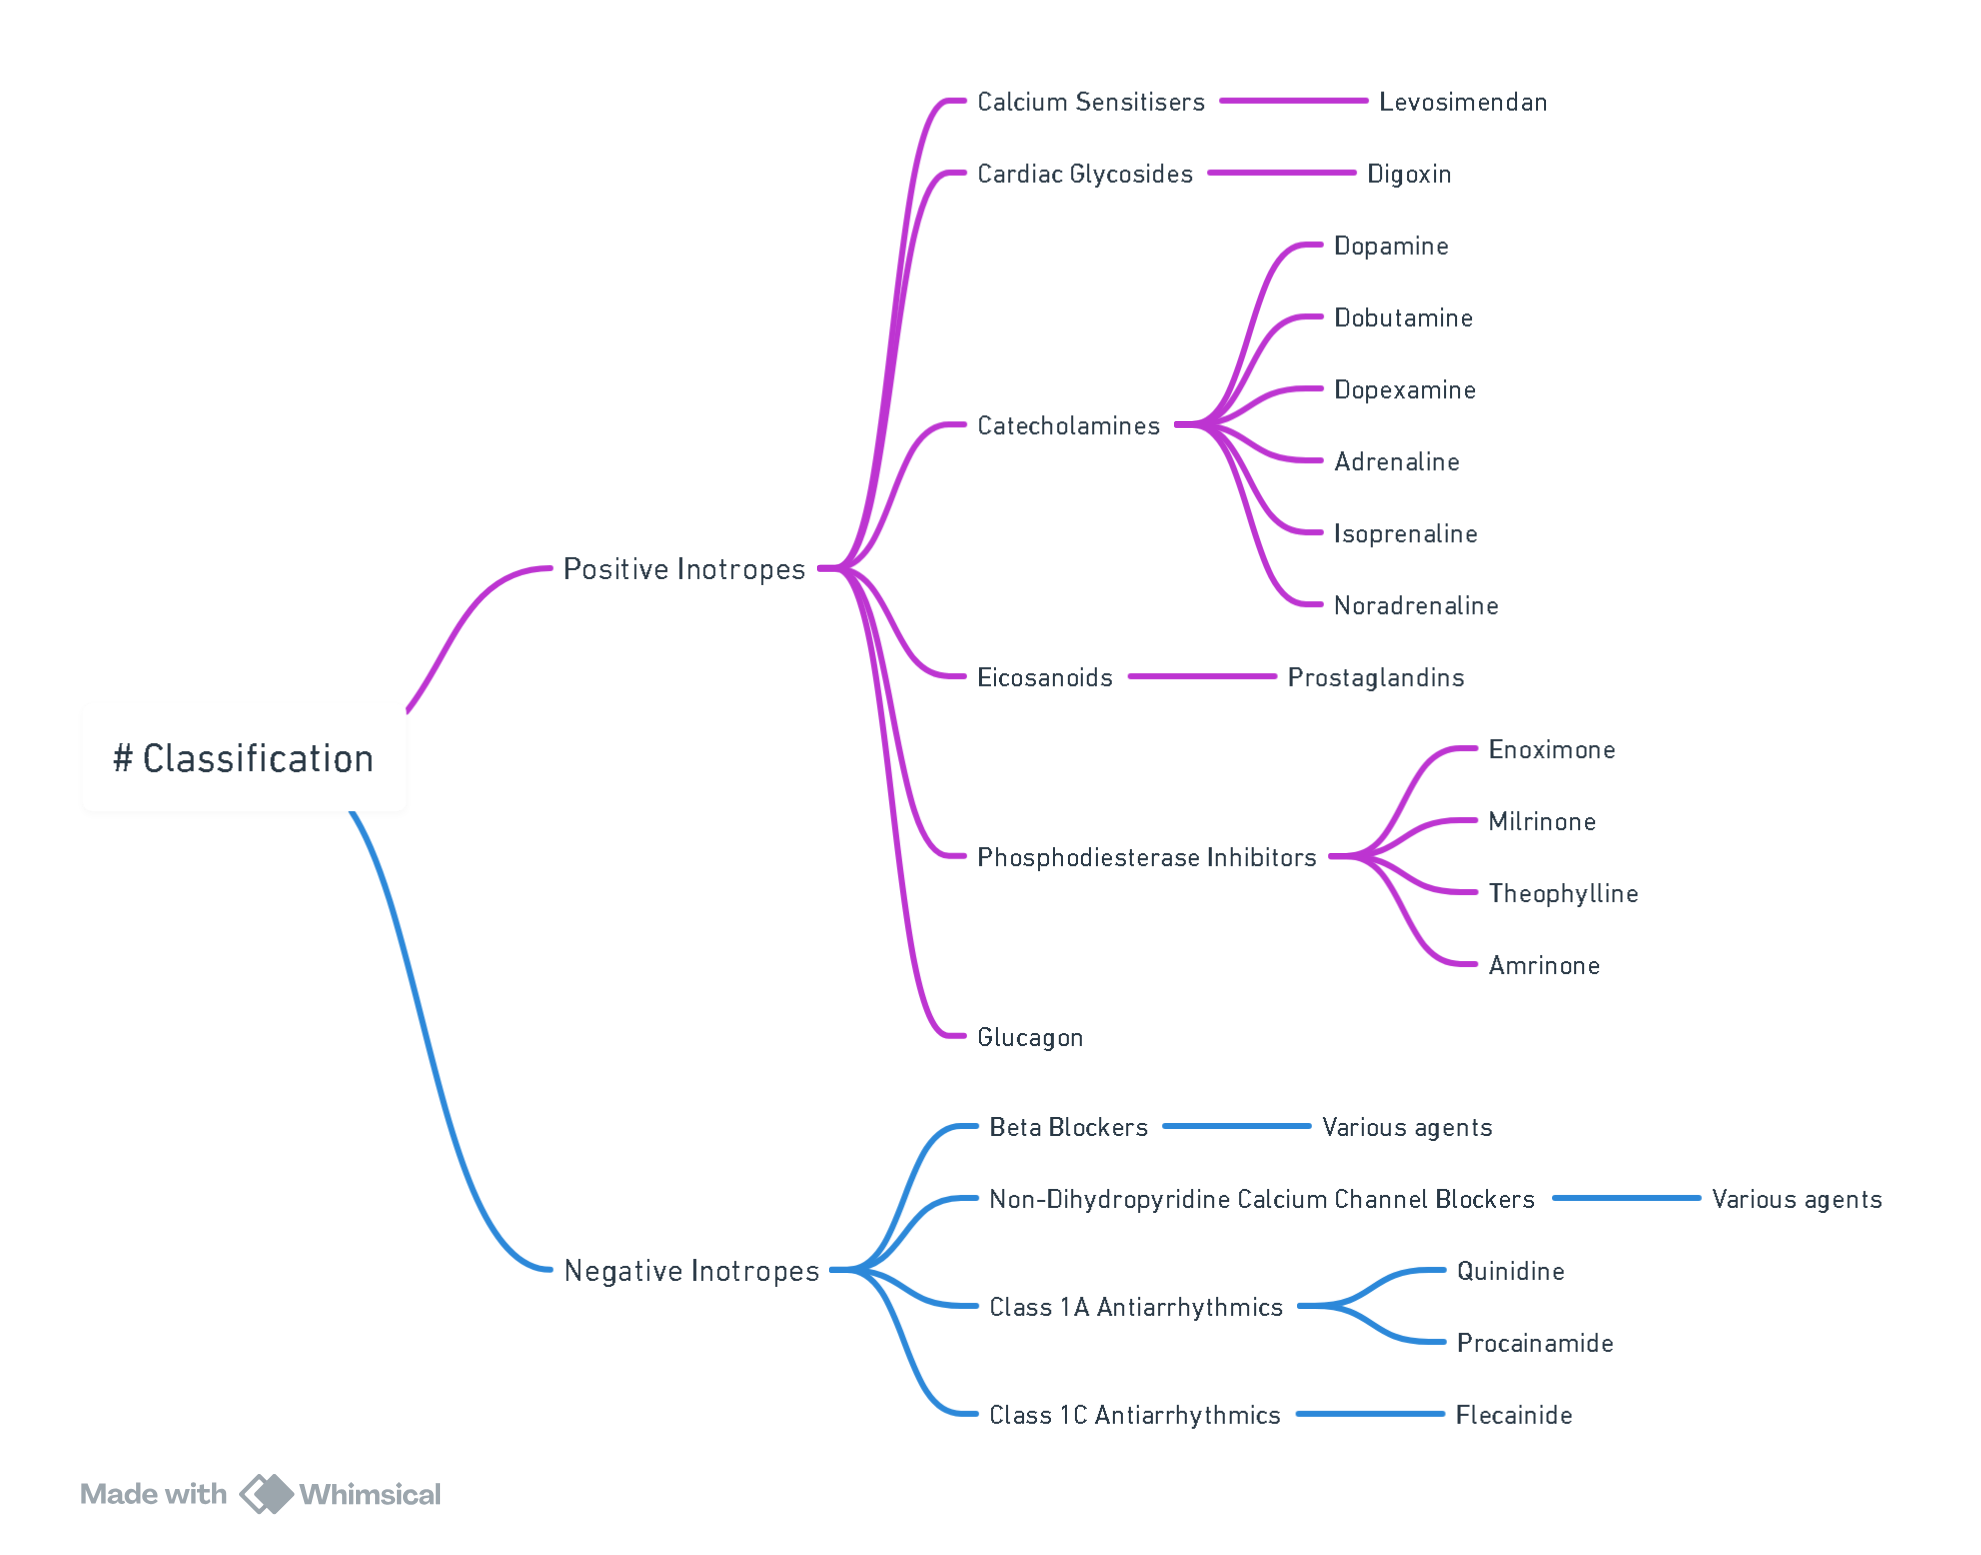 Calcium Sensitisers
Levosimendan
Cardiac Glycosides
Digoxin
Dopamine
Dobutamine
Dopexamine
Catecholamines
Adrenaline
Isoprenaline
Positive Inotropes
Noradrenaline
Eicosanoids
Prostaglandins
# Classification
Enoximone
Milrinone
Phosphodiesterase Inhibitors
Theophylline
Amrinone
Glucagon
Beta Blockers
Various agents
Non-Dihydropyridine Calcium Channel Blockers
Various agents
Negative Inotropes
Quinidine
Class 1A Antiarrhythmics
Procainamide
Class 1C Antiarrhythmics
Flecainide
Made with Whimsical